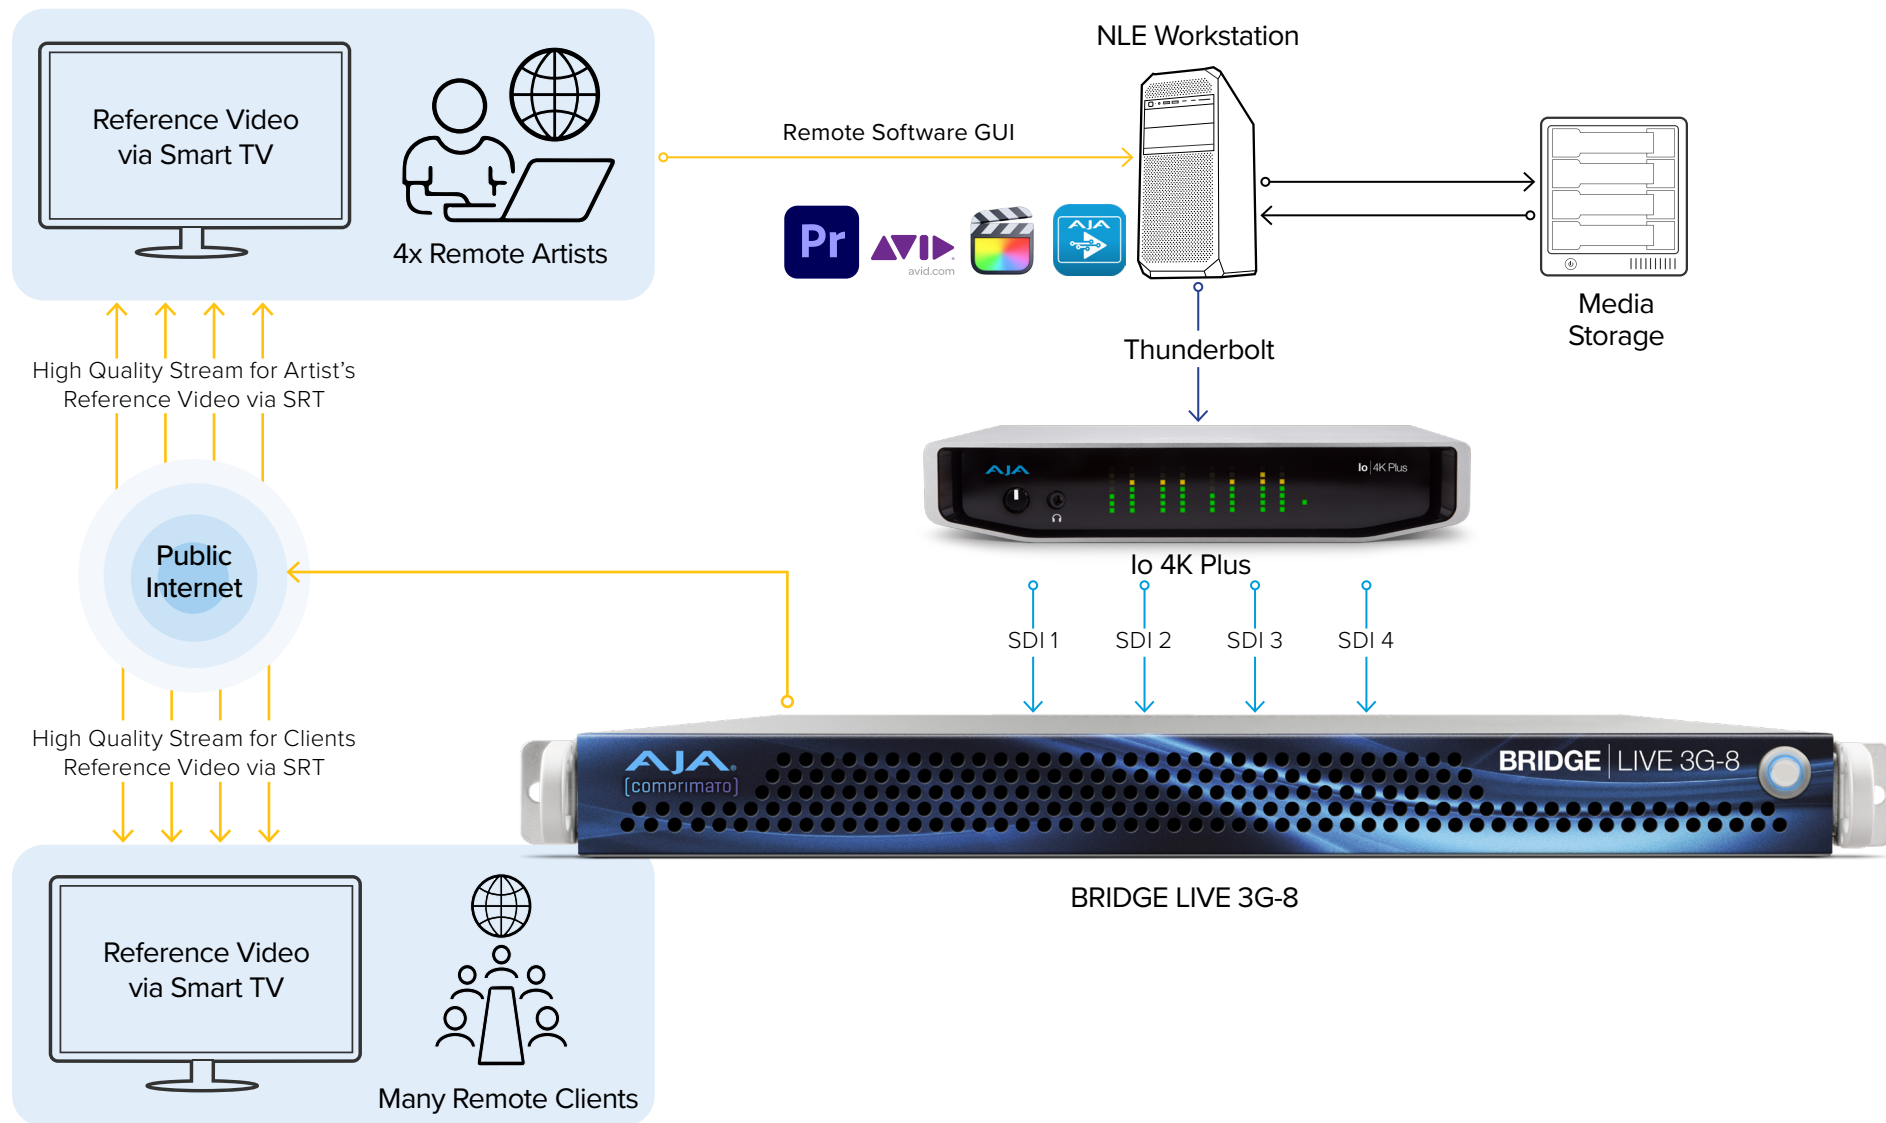 Reference Video
via Smart TV
4x Remote Artists
Remote Software GUI
NLE Workstation
Pr
AVID
avid.com
AJA
Media
Storage
Thunderbolt
High Quality Stream for Artist's
Reference Video via SRT
AJA
Io | 4K Plus
Io 4K Plus
Public
Internet
SDI 1
SDI 2
SDI 3
SDI 4
High Quality Stream for Clients
Reference Video via SRT
AJA
[comprimato]
BRIDGE | LIVE 3G-8
BRIDGE LIVE 3G-8
Reference Video
via Smart TV
Many Remote Clients